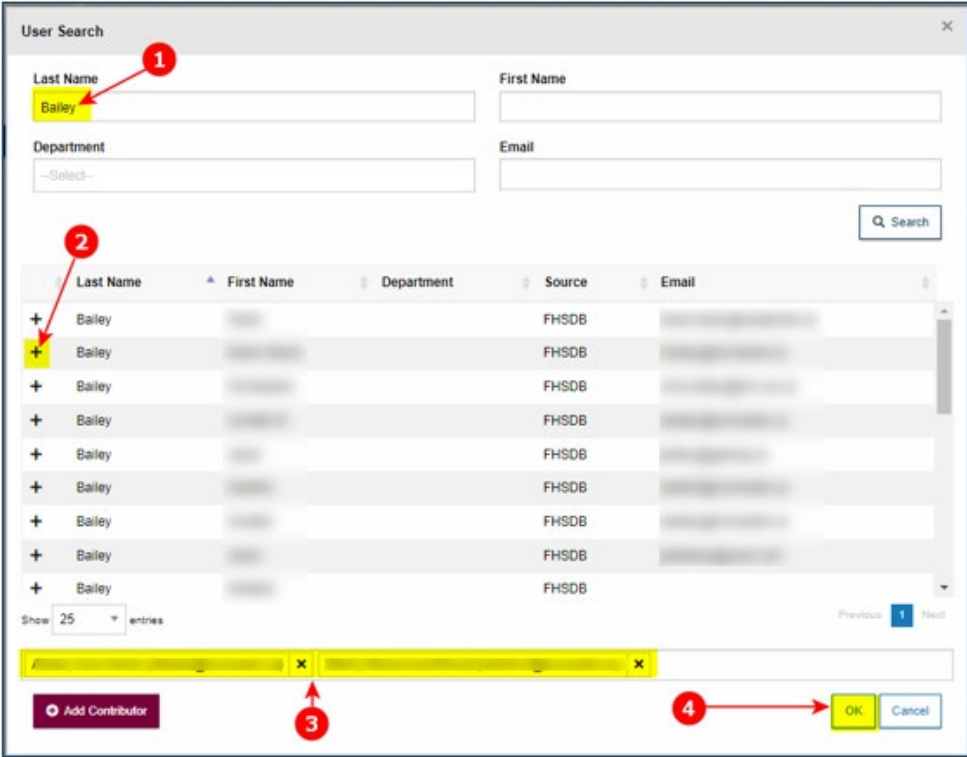 User Search ×
1
Last Name First Name
Bailey
Department Email
--Select--
Search
2
Last Name First Name Department Source Email
+ Bailey FHSDB
+ Bailey FHSDB
+ Bailey FHSDB
+ Bailey FHSDB
+ Bailey FHSDB
+ Bailey FHSDB
+ Bailey FHSDB
+ Bailey FHSDB
+ Bailey FHSDB
Show 25 entries Previous 1 Next
× ×
Add Contributor 3 4 OK Cancel